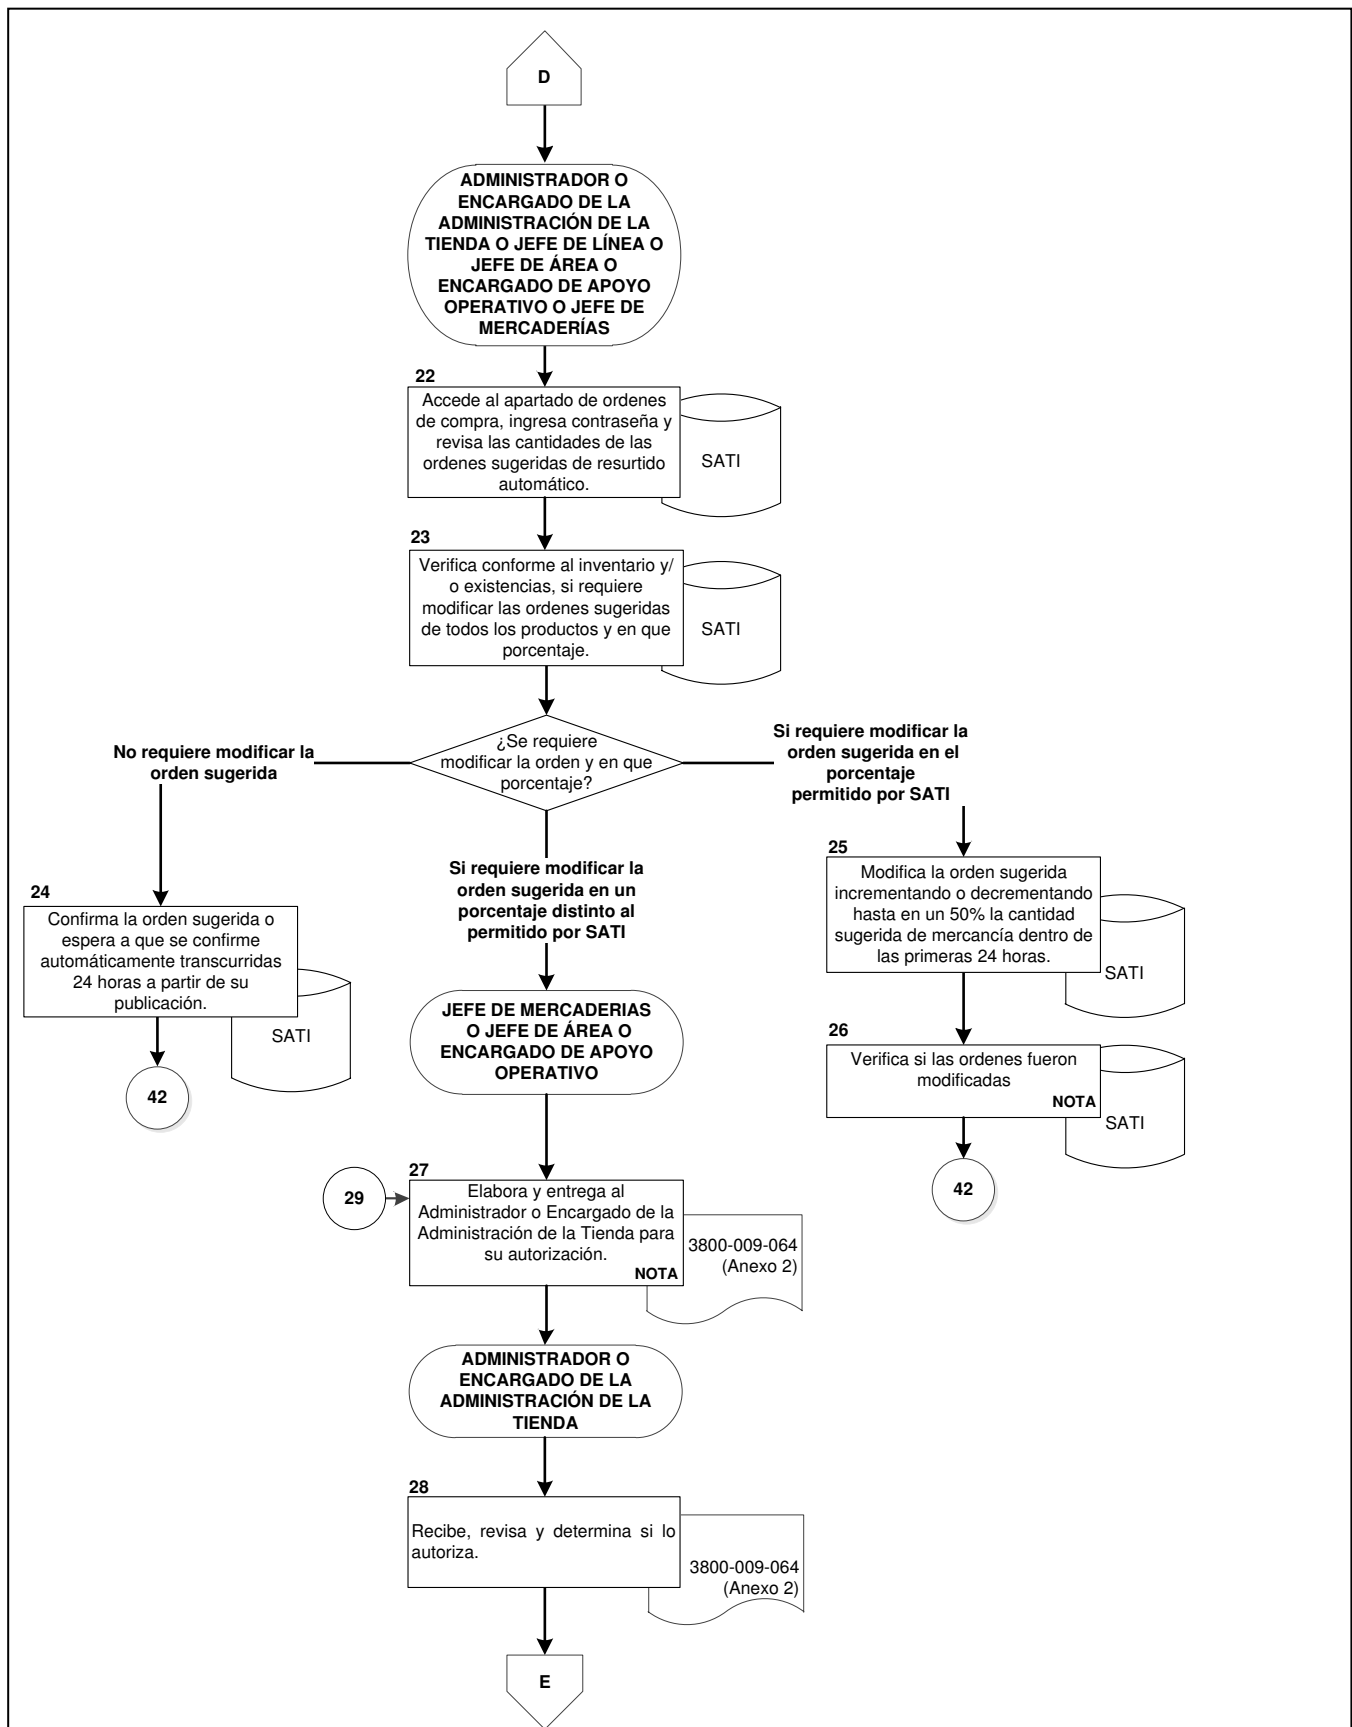 D
ADMINISTRADOR O
ENCARGADO DE LA
ADMINISTRACIÓN DE LA
TIENDA O JEFE DE LÍNEA O
JEFE DE ÁREA O
ENCARGADO DE APOYO
OPERATIVO O JEFE DE
MERCADERÍAS
22
Accede al apartado de ordenes
de compra, ingresa contraseña y
revisa las cantidades de las
ordenes sugeridas de resurtido
automático.
SATI
23
Verifica conforme al inventario y/
o existencias, si requiere
modificar las ordenes sugeridas
de todos los productos y en que
porcentaje.
SATI
¿Se requiere
modificar la orden y en que
porcentaje?
No requiere modificar la
orden sugerida
24
Confirma la orden sugerida o
espera a que se confirme
automáticamente transcurridas
24 horas a partir de su
publicación.
SATI
42
Si requiere modificar la
orden sugerida en el
porcentaje
permitido por SATI
25
Modifica la orden sugerida
incrementando o decrementando
hasta en un 50% la cantidad
sugerida de mercancía dentro de
las primeras 24 horas.
SATI
26
Verifica si las ordenes fueron
modificadas
NOTA
SATI
42
Si requiere modificar la
orden sugerida en un
porcentaje distinto al
permitido por SATI
JEFE DE MERCADERIAS
O JEFE DE ÁREA O
ENCARGADO DE APOYO
OPERATIVO
29
27
Elabora y entrega al
Administrador o Encargado de la
Administración de la Tienda para
su autorización.
NOTA
3800-009-064
(Anexo 2)
ADMINISTRADOR O
ENCARGADO DE LA
ADMINISTRACIÓN DE LA
TIENDA
28
Recibe, revisa y determina si lo
autoriza.
3800-009-064
(Anexo 2)
E